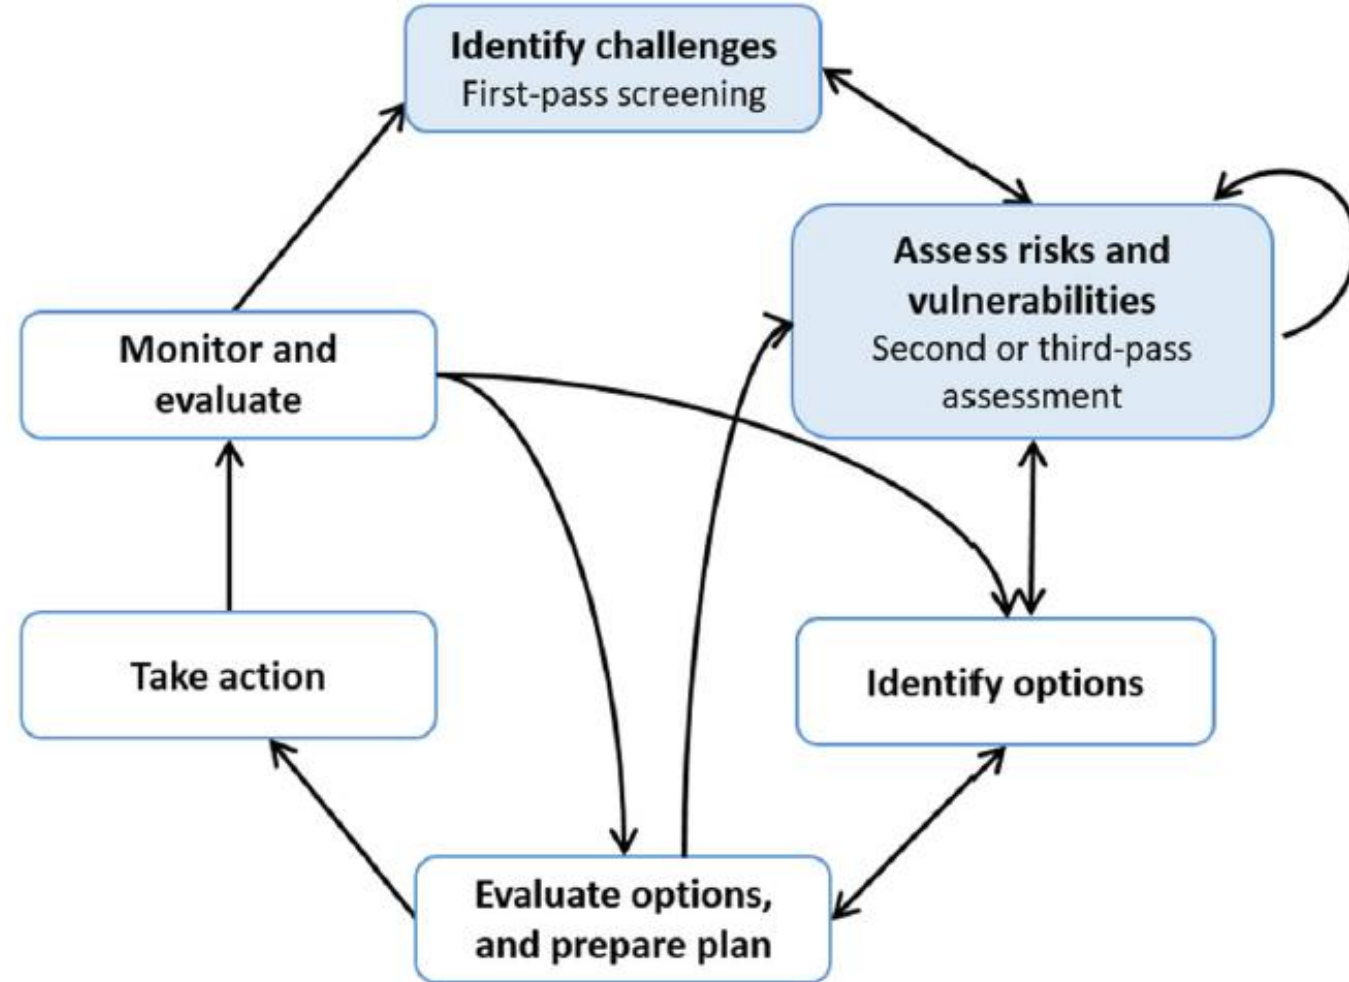 Identify challenges
First-pass screening
Assess risks and
vulnerabilities
Second or third-pass
assessment
Monitor and
evaluate
Take action
Identify options
Evaluate options,
and prepare plan